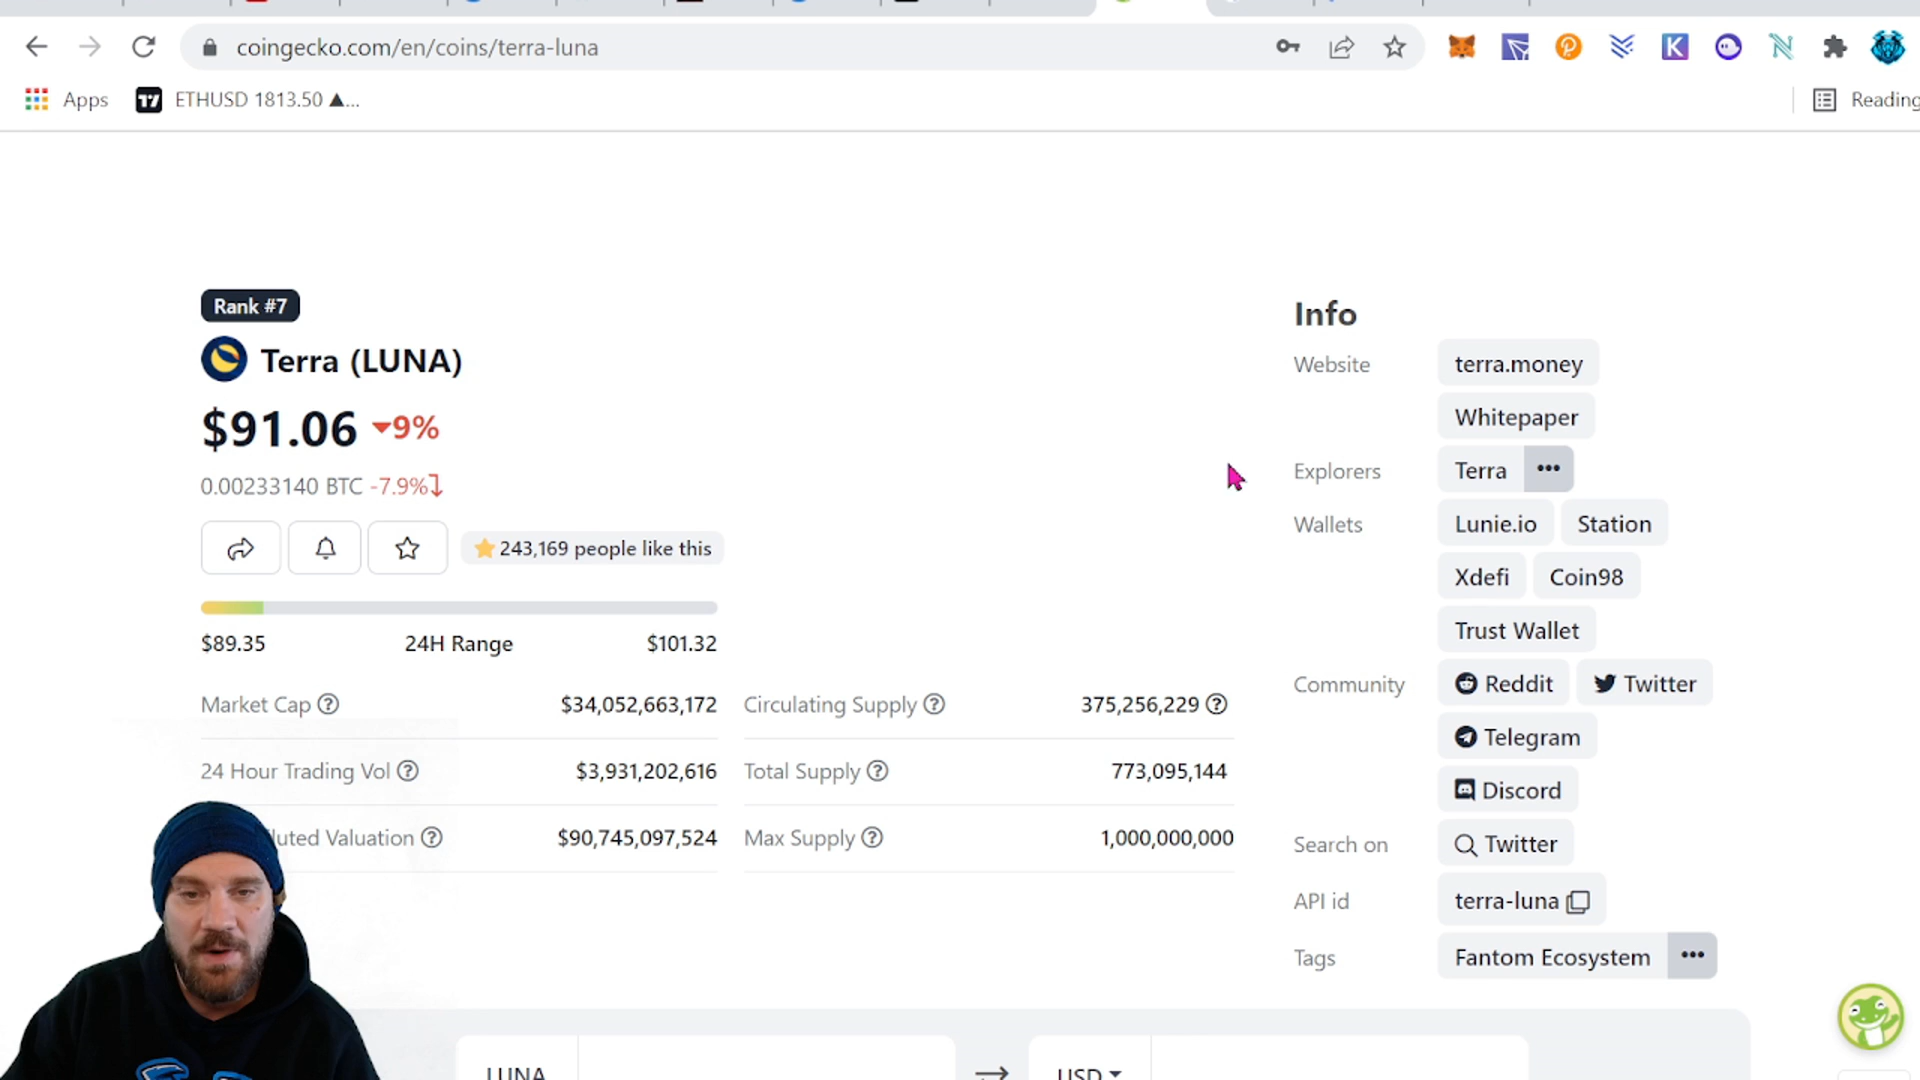 coingecko.com/en/coins/terra-luna
Apps
ETHUSD 1813.50 ▲...
Reading
Rank #7
Terra (LUNA)
$91.06 ▼9%
0.00233140 BTC -7.9%
243,169 people like this
$89.35 24H Range $101.32
Market Cap $34,052,663,172
24 Hour Trading Vol $3,931,202,616
luted Valuation $90,745,097,524
Circulating Supply 375,256,229
Total Supply 773,095,144
Max Supply 1,000,000,000
Info
Website terra.money
Whitepaper
Explorers Terra •••
Wallets Lunie.io Station
Xdefi Coin98
Trust Wallet
Community Reddit Twitter
Telegram
Discord
Search on Twitter
API id terra-luna
Tags Fantom Ecosystem •••
LUNA USD